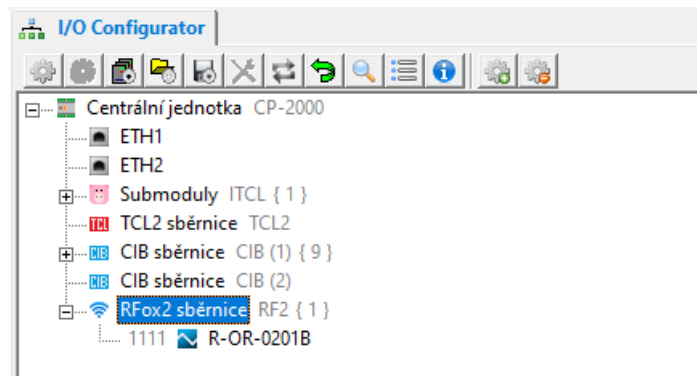 I/O Configurator
Centrální jednotka CP-2000
ETH1
ETH2
Submoduly ITCL { 1 }
TCL TCL2 sběrnice TCL2
CIB CIB sběrnice CIB (1) { 9 }
CIB CIB sběrnice CIB (2)
RFox2 sběrnice RF2 { 1 }
1111 R-OR-0201B